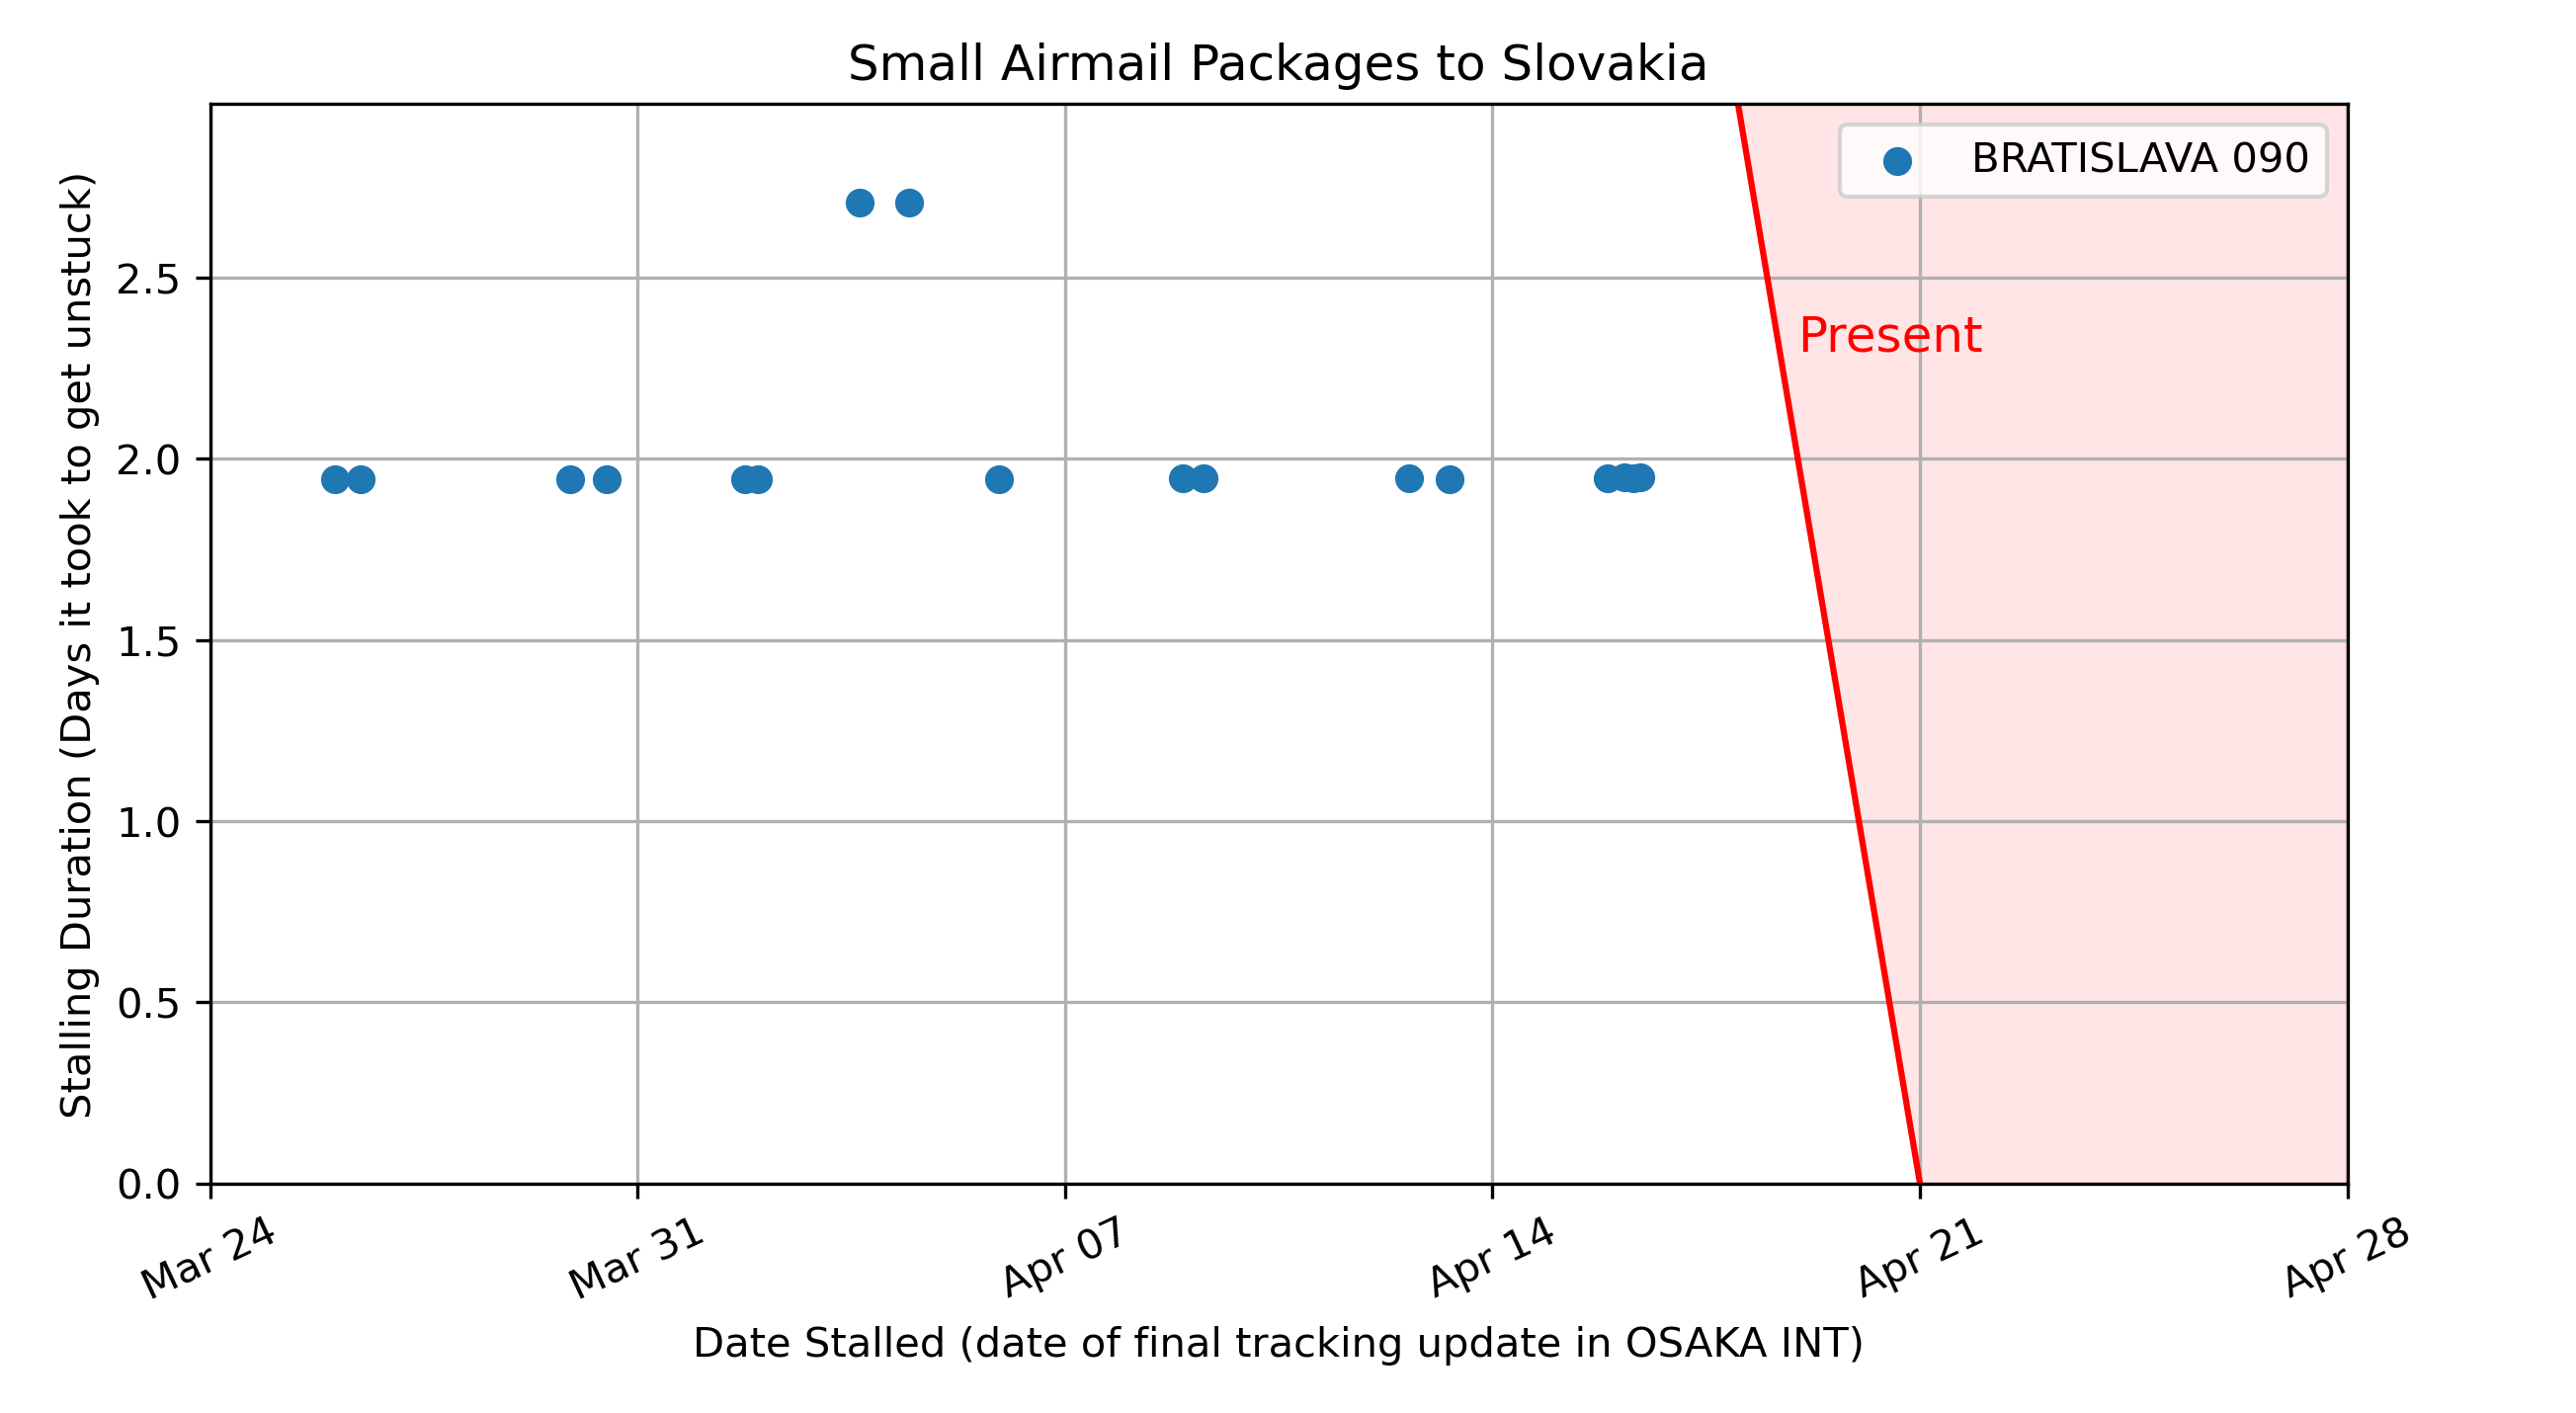 Small Airmail Packages to Slovakia
BRATISLAVA 090
Present
Stalling Duration (Days it took to get unstuck)
2.5
2.0
1.5
1.0
0.5
0.0
Mar 24
Mar 31
Apr 07
Apr 14
Apr 21
Apr 28
Date Stalled (date of final tracking update in OSAKA INT)